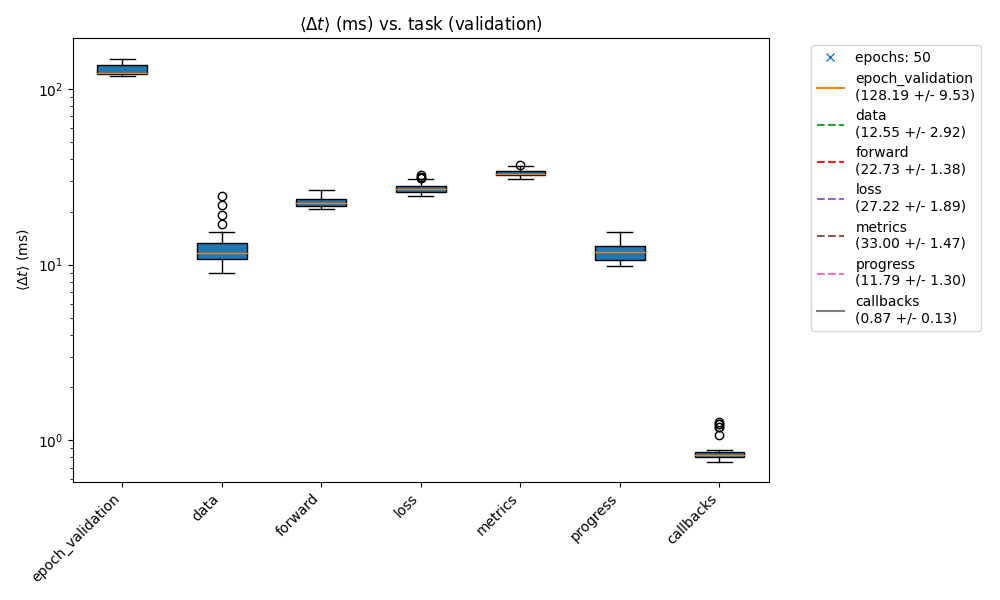 ⟨Δt⟩ (ms) vs. task (validation)
⟨Δt⟩ (ms)
10²
10¹
10⁰
epoch_validation
data
forward
loss
metrics
progress
callbacks
epochs: 50
epoch_validation
(128.19 +/- 9.53)
data
(12.55 +/- 2.92)
forward
(22.73 +/- 1.38)
loss
(27.22 +/- 1.89)
metrics
(33.00 +/- 1.47)
progress
(11.79 +/- 1.30)
callbacks
(0.87 +/- 0.13)